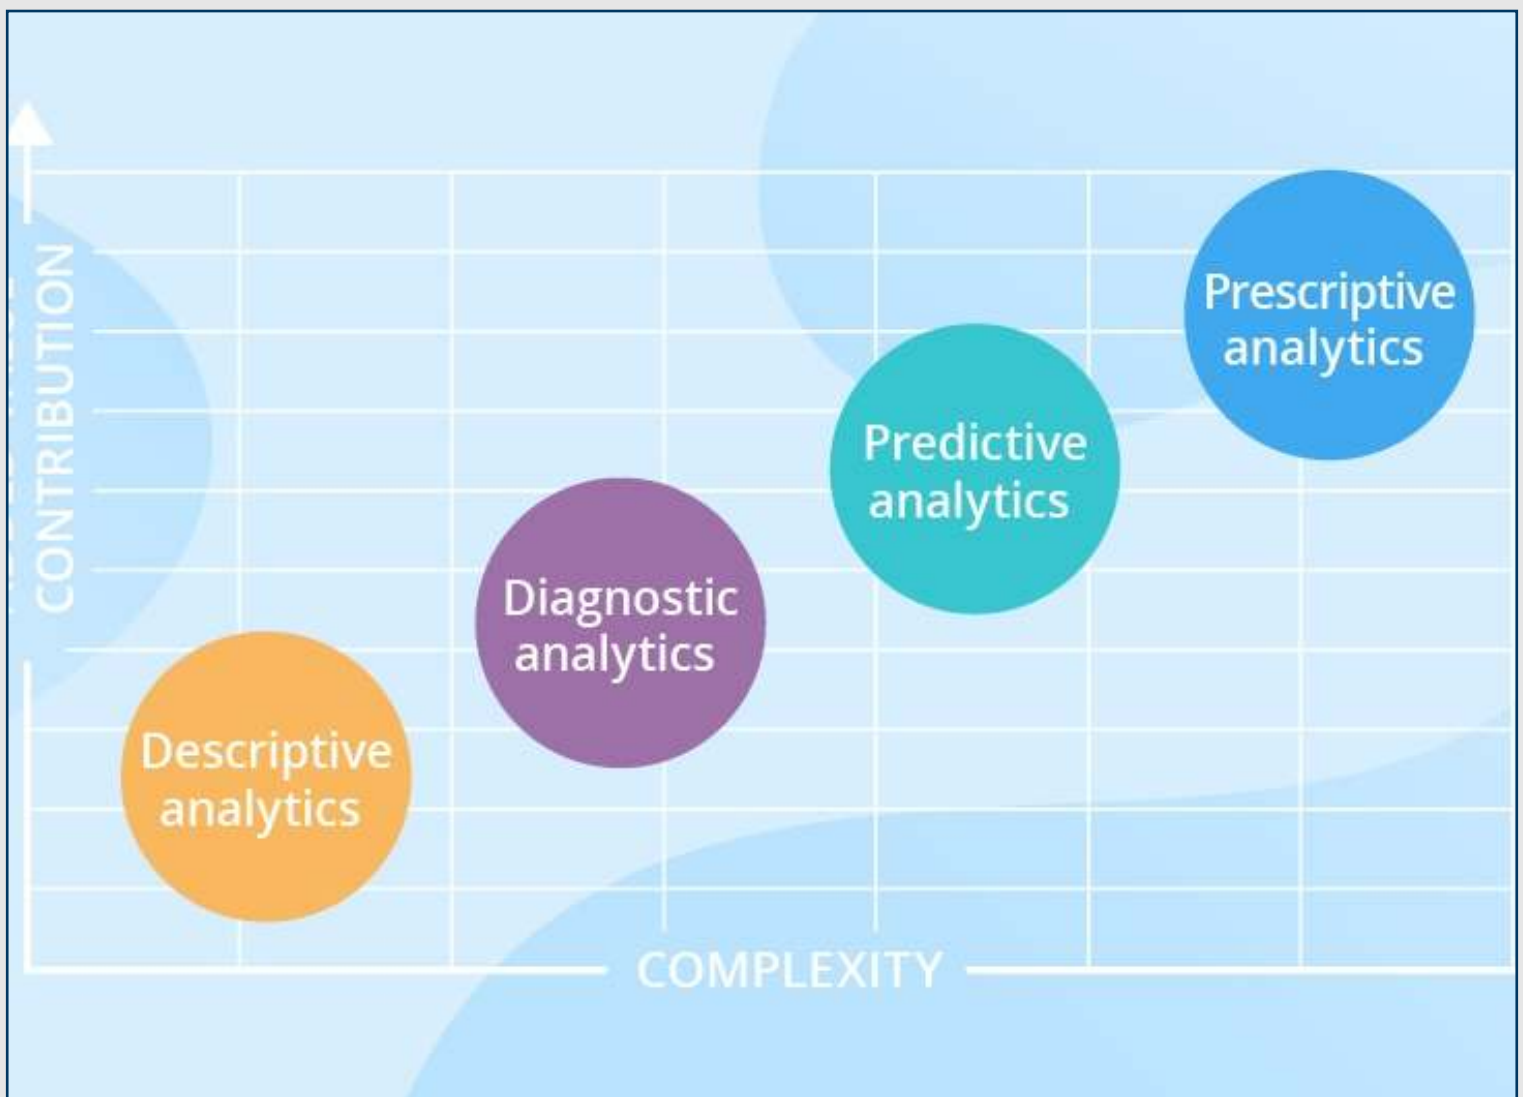 CONTRIBUTION
Prescriptive
analytics
Predictive
analytics
Diagnostic
analytics
Descriptive
analytics
COMPLEXITY